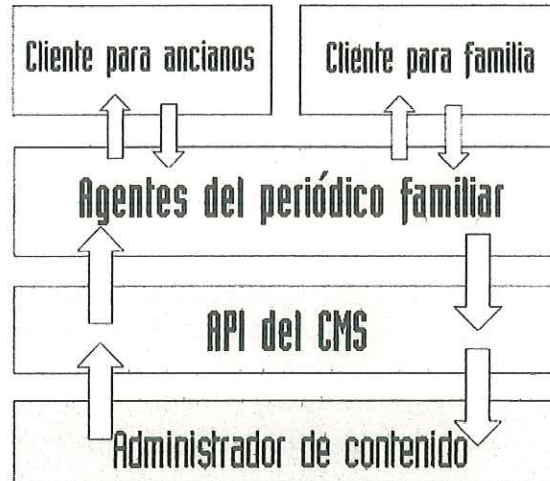 Cliente para ancianos
Cliente para familia
Agentes del periódico familiar
API del CMS
Administrador de contenido